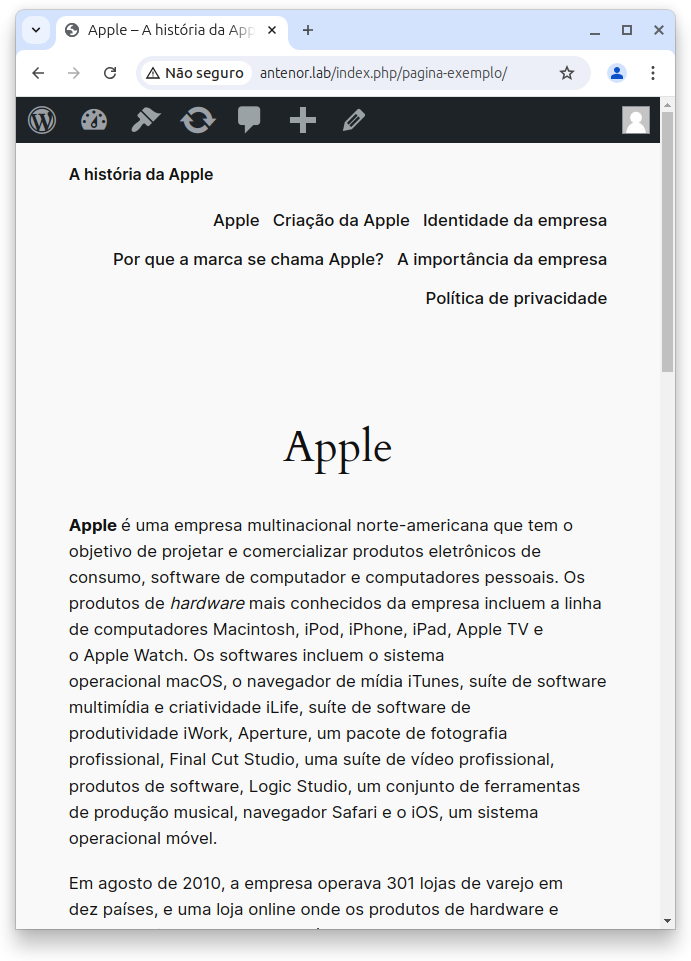 Apple – A história da App
Não seguro
antenor.lab/index.php/pagina-exemplo/
A história da Apple
Apple Criação da Apple Identidade da empresa
Por que a marca se chama Apple? A importância da empresa
Política de privacidade
Apple
Apple é uma empresa multinacional norte-americana que tem o
objetivo de projetar e comercializar produtos eletrônicos de
consumo, software de computador e computadores pessoais. Os
produtos de hardware mais conhecidos da empresa incluem a linha
de computadores Macintosh, iPod, iPhone, iPad, Apple TV e
o Apple Watch. Os softwares incluem o sistema
operacional macOS, o navegador de mídia iTunes, suíte de software
multimídia e criatividade iLife, suíte de software de
produtividade iWork, Aperture, um pacote de fotografia
profissional, Final Cut Studio, uma suíte de vídeo profissional,
produtos de software, Logic Studio, um conjunto de ferramentas
de produção musical, navegador Safari e o iOS, um sistema
operacional móvel.
Em agosto de 2010, a empresa operava 301 lojas de varejo em
dez países, e uma loja online onde os produtos de hardware e